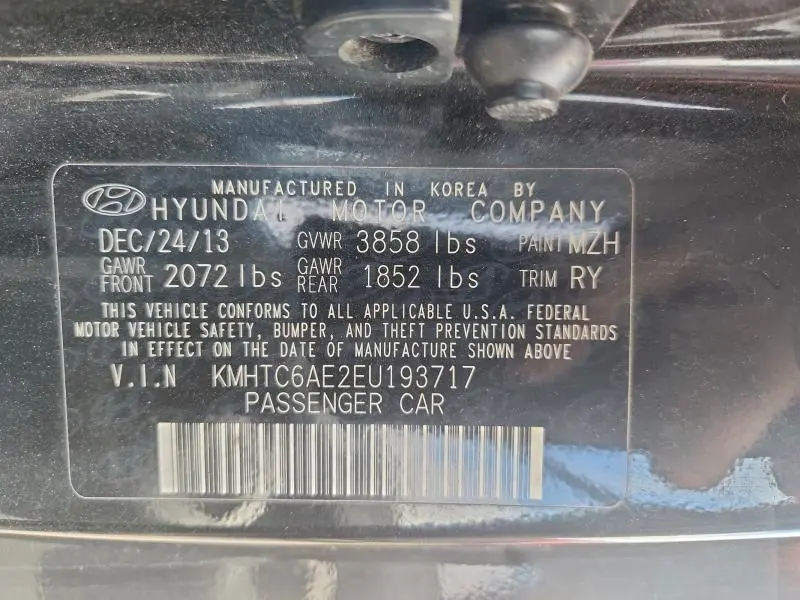 MANUFACTURED IN KOREA BY
HYUNDAI MOTOR COMPANY
DEC/24/13 GVWR 3858 lbs PAINT MZH
GAWR FRONT 2072 lbs GAWR REAR 1852 lbs TRIM RY
THIS VEHICLE CONFORMS TO ALL APPLICABLE U.S.A. FEDERAL
MOTOR VEHICLE SAFETY, BUMPER, AND THEFT PREVENTION STANDARDS
IN EFFECT ON THE DATE OF MANUFACTURE SHOWN ABOVE
V.I.N KMHTC6AE2EU193717
PASSENGER CAR